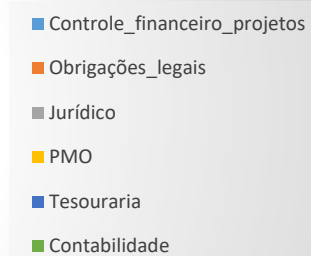 Controle_financeiro_projetos
Obrigações_legais
Jurídico
PMO
Tesouraria
Contabilidade